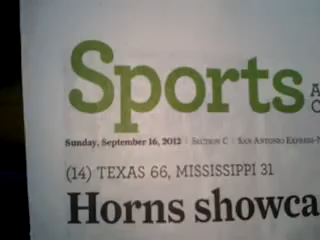 Sports
A
C
Sunday, September 16, 2012 | SECTION C | SAN ANTONIO EXPRESS-N
(14) TEXAS 66, MISSISSIPPI 31
Horns showca